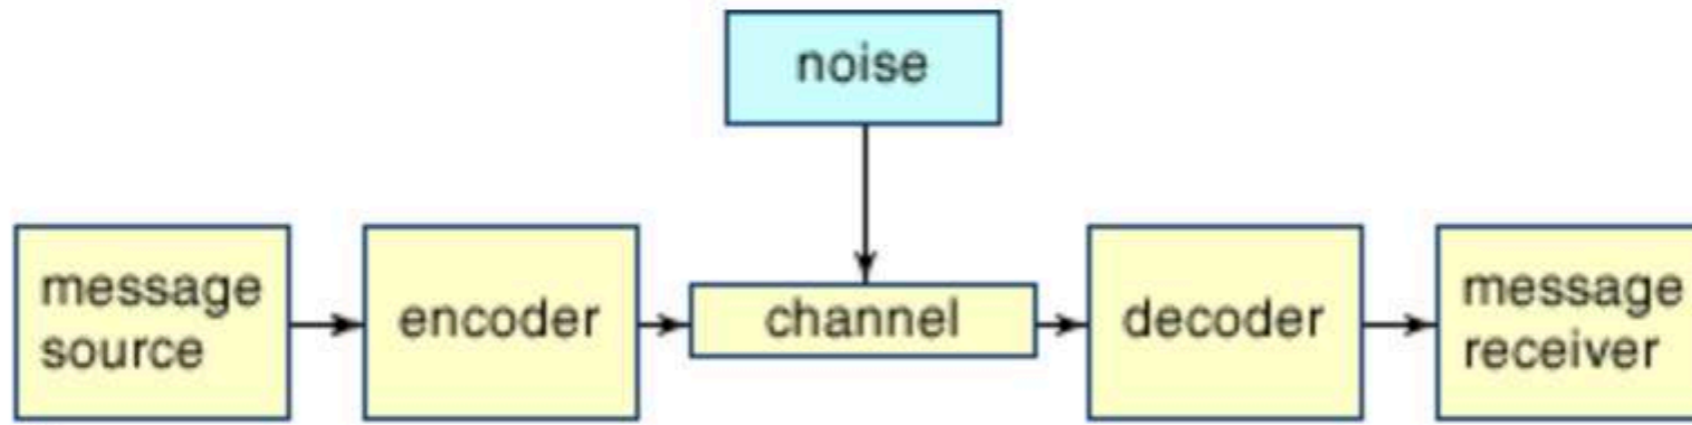 noise
message
source
encoder
channel
decoder
message
receiver